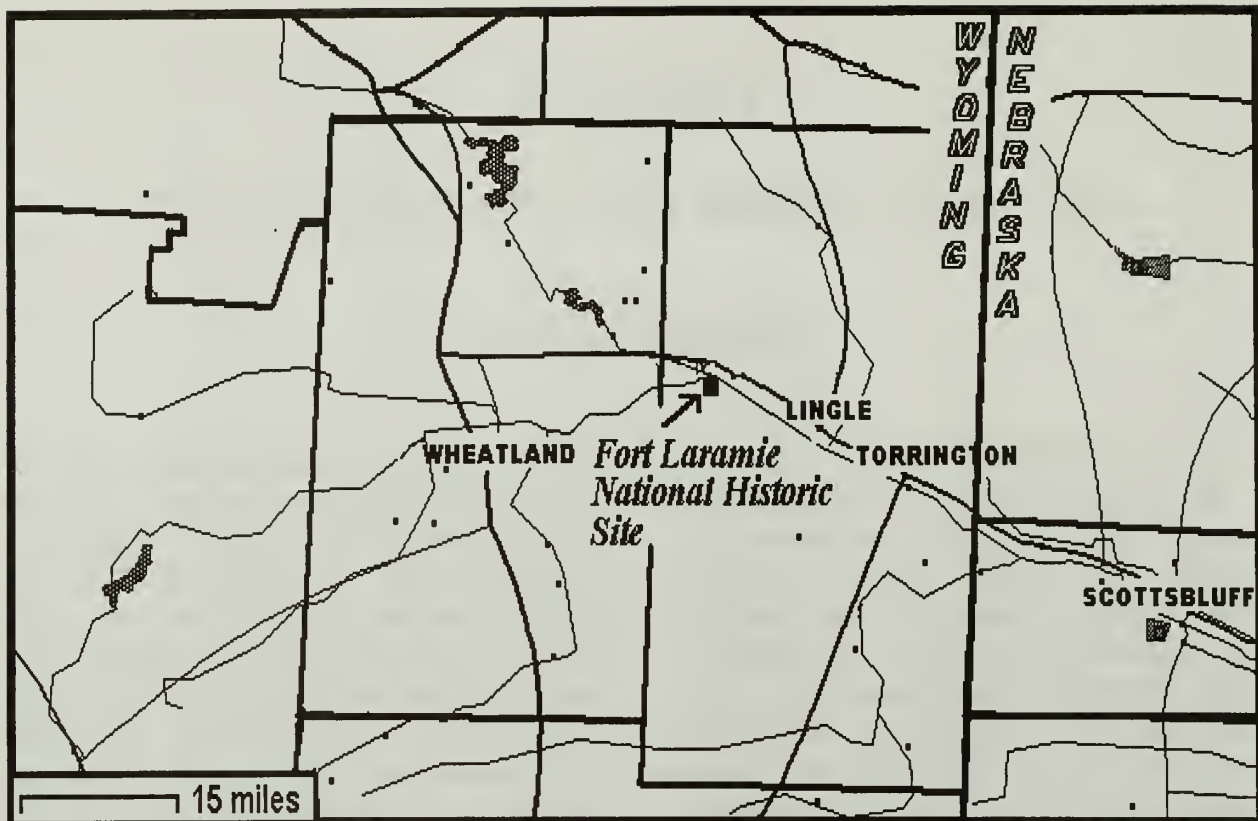 WYOMING
NEBRASKA
LINGLE
WHEATLAND
Fort Laramie
National Historic
Site
TORRINGTON
SCOTTSBLUFF
15 miles